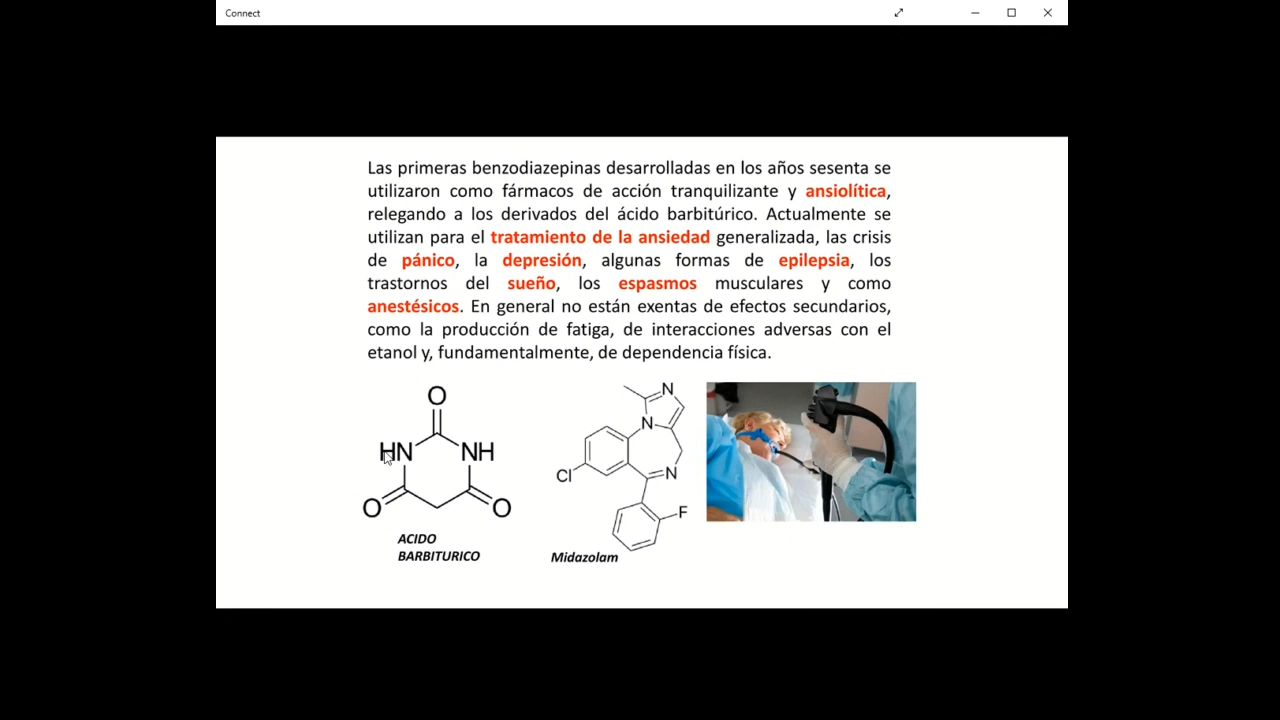 Connect
Las primeras benzodiazepinas desarrolladas en los años sesenta se
utilizaron como fármacos de acción tranquilizante y ansiolítica,
relegando a los derivados del ácido barbitúrico. Actualmente se
utilizan para el tratamiento de la ansiedad generalizada, las crisis
de pánico, la depresión, algunas formas de epilepsia, los
trastornos del sueño, los espasmos musculares y como
anestésicos. En general no están exentas de efectos secundarios,
como la producción de fatiga, de interacciones adversas con el
etanol y, fundamentalmente, de dependencia física.
O
HN NH
O O
ACIDO
BARBITURICO
N
N
Cl N
F
Midazolam